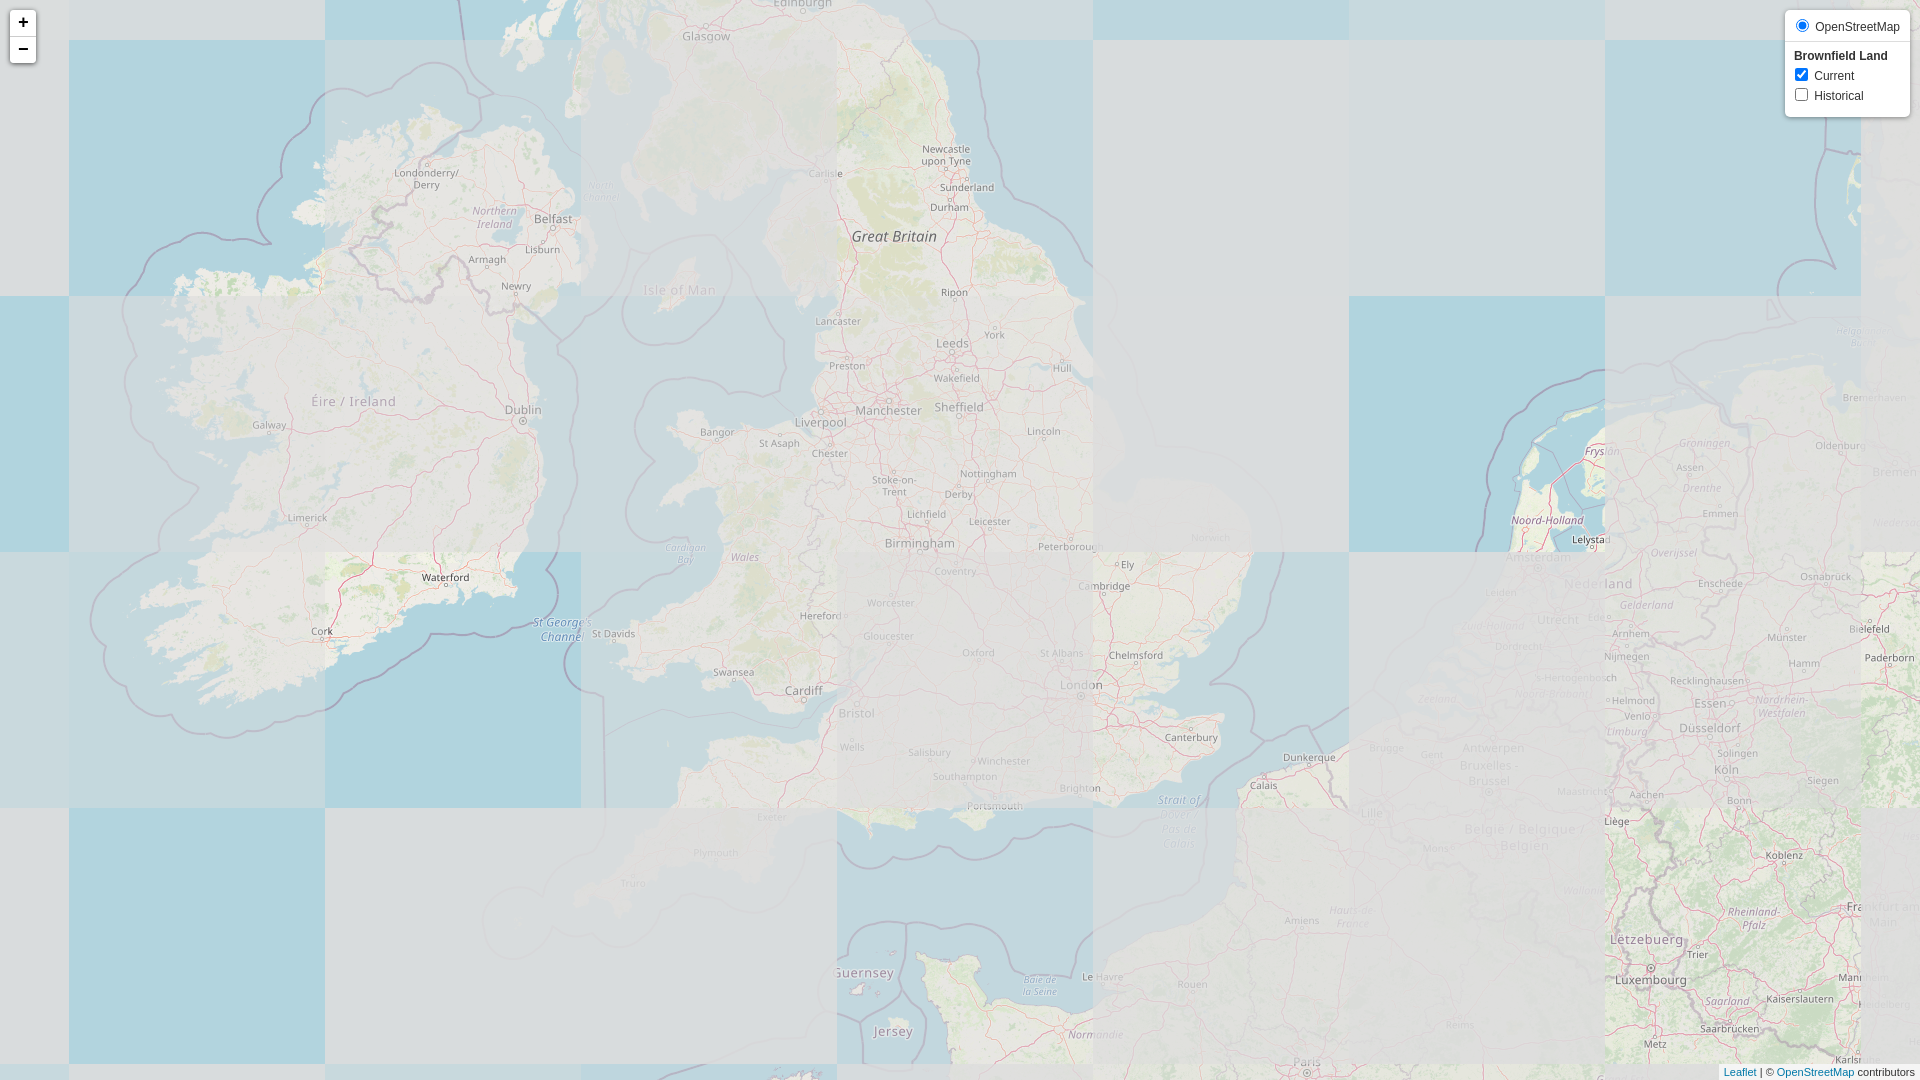 +
−
OpenStreetMap
Brownfield Land
Current
Historical
Edinburgh
Glasgow
Londonderry/
Derry
Northern
Ireland
Belfast
Lisburn
Armagh
Newry
Carlisle
Newcastle
upon Tyne
Sunderland
Durham
Great Britain
Isle of Man
Ripon
Lancaster
York
Leeds
Preston
Wakefield
Hull
Éire / Ireland
Galway
Dublin
Manchester
Sheffield
Liverpool
Bangor
St Asaph
Chester
Lincoln
Stoke-on-
Trent
Nottingham
Derby
Lichfield
Leicester
Limerick
Birmingham
Peterborough
Norwich
Cardigan
Bay
Wales
Coventry
Ely
Cambridge
Waterford
Worcester
Hereford
Gloucester
Cork
St George's
Channel
St Davids
Oxford
St Albans
Chelmsford
Swansea
Cardiff
London
Bristol
Wells
Salisbury
Winchester
Southampton
Canterbury
Brighton
Portsmouth
Exeter
Plymouth
Truro
Strait of
Dover
Pas de
Calais
Dunkerque
Calais
Lille
Fryslân
Groningen
Assen
Drenthe
Emmen
Oldenburg
Bremerhaven
Bremen
Noord-Holland
Lelystad
Amsterdam
Overijssel
Nederland
Enschede
Osnabrück
Leiden
Utrecht
Gelderland
Arnhem
Münster
Bielefeld
Dordrecht
Nijmegen
Hamm
Paderborn
's-Hertogenbosch
Noord-Brabant
Recklinghausen
Zeeland
Helmond
Essen
Nordrhein-
Westfalen
Venlo
Düsseldorf
Limburg
Brugge
Gent
Antwerpen
Bruxelles -
Brussel
Solingen
Köln
Siegen
Maastricht
Aachen
Bonn
Liège
België / Belgique /
Belgien
Mons
Koblenz
Rheinland-
Pfalz
Frankfurt am
Main
Amiens
Hauts-de-
France
Lëtzebuerg
Trier
Luxembourg
Kaiserslautern
Saarland
Saarbrücken
Metz
Guernsey
Jersey
Baie de
la Seine
Le Havre
Rouen
Normandie
Reims
Paris
Leaflet | © OpenStreetMap contributors